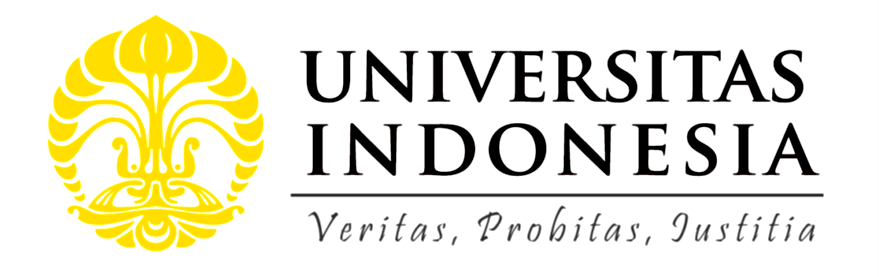 UNIVERSITAS
INDONESIA
Veritas, Probitas, Iustitia